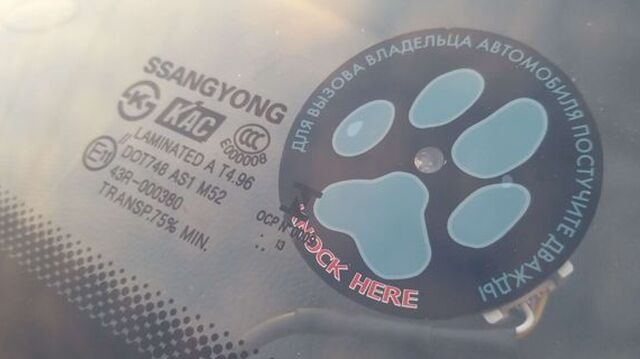 SSANGYONG
KAC
CCC
E000008
LAMINATED A T4.96
DOT748 AS1 M52
43R-000380
TRANSP.75% MIN.
ДЛЯ ВЫЗОВА ВЛАДЕЛЬЦА АВТОМОБИЛЯ ПОСТУЧИТЕ ДВАЖДЫ
KNOCK HERE